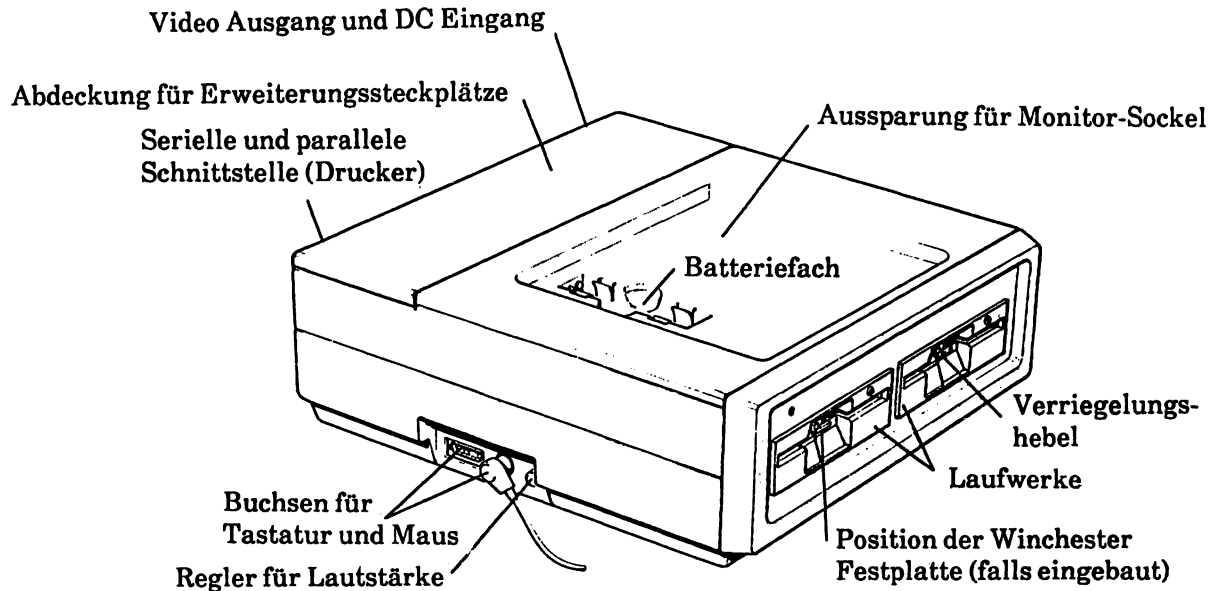 Video Ausgang und DC Eingang
Abdeckung für Erweiterungssteckplätze
Serielle und parallele
Schnittstelle (Drucker)
Aussparung für Monitor-Sockel
Batteriefach
Verriegelungs-
hebel
Laufwerke
Buchsen für
Tastatur und Maus
Regler für Lautstärke
Position der Winchester
Festplatte (falls eingebaut)